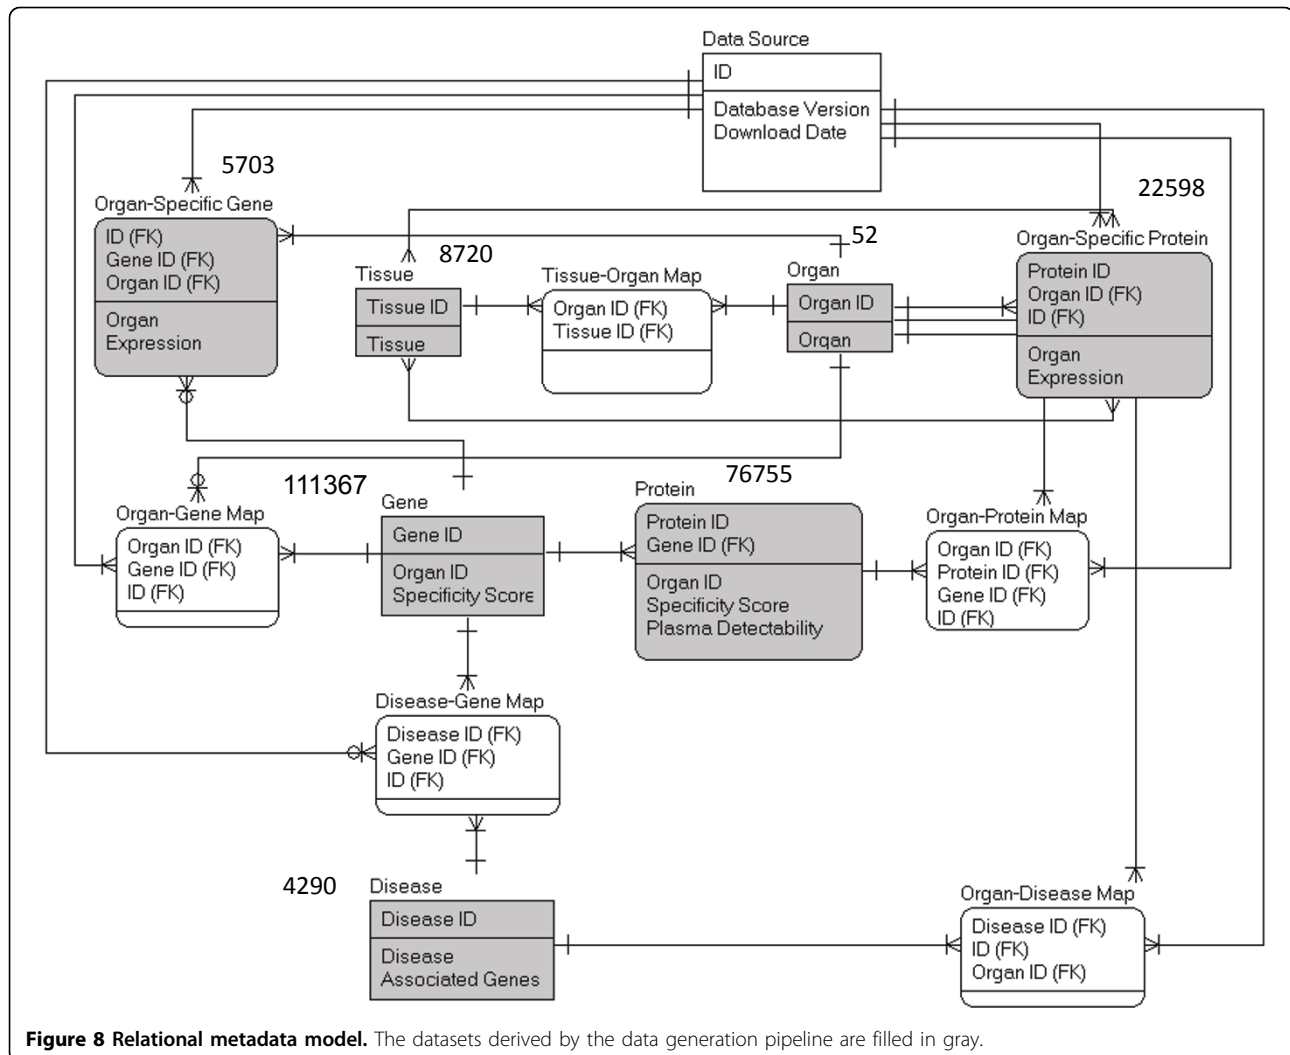 Data Source
ID
Database Version
Download Date
5703
Organ-Specific Gene
ID (FK)
Gene ID (FK)
Organ ID (FK)
Organ
Expression
8720
Tissue
Tissue ID
Tissue
Tissue-Organ Map
Organ ID (FK)
Tissue ID (FK)
52
Organ
Organ ID
Organ
22598
Organ-Specific Protein
Protein ID
Organ ID (FK)
ID (FK)
Organ
Expression
Organ-Gene Map
Organ ID (FK)
Gene ID (FK)
ID (FK)
111367
Gene
Gene ID
Organ ID
Specificity Score
76755
Protein
Protein ID
Gene ID (FK)
Organ ID
Specificity Score
Plasma Detectability
Organ-Protein Map
Organ ID (FK)
Protein ID (FK)
Gene ID (FK)
ID (FK)
Disease-Gene Map
Disease ID (FK)
Gene ID (FK)
ID (FK)
4290
Disease
Disease ID
Disease
Associated Genes
Organ-Disease Map
Disease ID (FK)
ID (FK)
Organ ID (FK)
Figure 8 Relational metadata model. The datasets derived by the data generation pipeline are filled in gray.